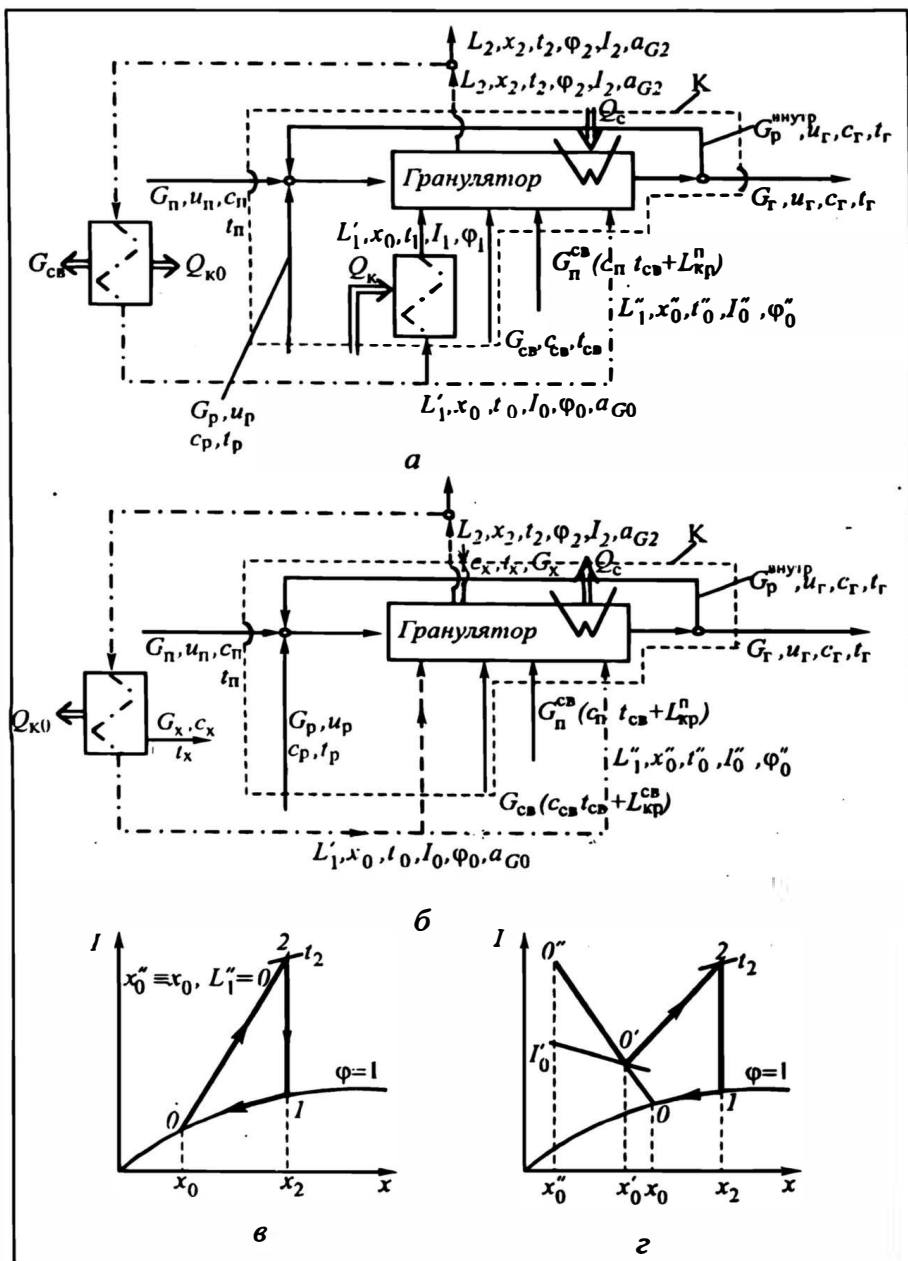 L₂, x₂, t₂, φ₂, I₂, a_G2
L₂, x₂, t₂, φ₂, I₂, a_G2
К
Q_с
G_р^внутр, u_г, c_г, t_г
Гранулятор
G_п, u_п, c_п
t_п
G_г, u_г, c_г, t_г
L'₁, x₀, t₁, I₁, φ₁
G_п^св (c_п t_св + L_кр^п)
G_св
Q_к0
Q_к
L''₁, x''₀, t''₀, I''₀, φ''₀
G_св, c_св, t_св
G_р, u_р
c_р, t_р
L'₁, x₀, t₀, I₀, φ₀, a_G0
а
L₂, x₂, t₂, φ₂, I₂, a_G2
К
c_х, t_х, G_х
Q_с
G_р^внутр, u_г, c_г, t_г
Гранулятор
G_п, u_п, c_п
t_п
G_г, u_г, c_г, t_г
Q_к0
G_х, c_х
t_х
G_р, u_р
c_р, t_р
G_п^св (c_п t_св + L_кр^п)
L''₁, x''₀, t''₀, I''₀, φ''₀
G_св (c_св t_св + L_кр^св)
L'₁, x₀, t₀, I₀, φ₀, a_G0
б
I
x''₀ ≡ x₀, L''₁ = 0
2
t₂
φ=1
0
1
x₀
x₂
x
в
I
0''
2
t₂
I'₀
0'
φ=1
0
1
x''₀
x'₀
x₀
x₂
x
г